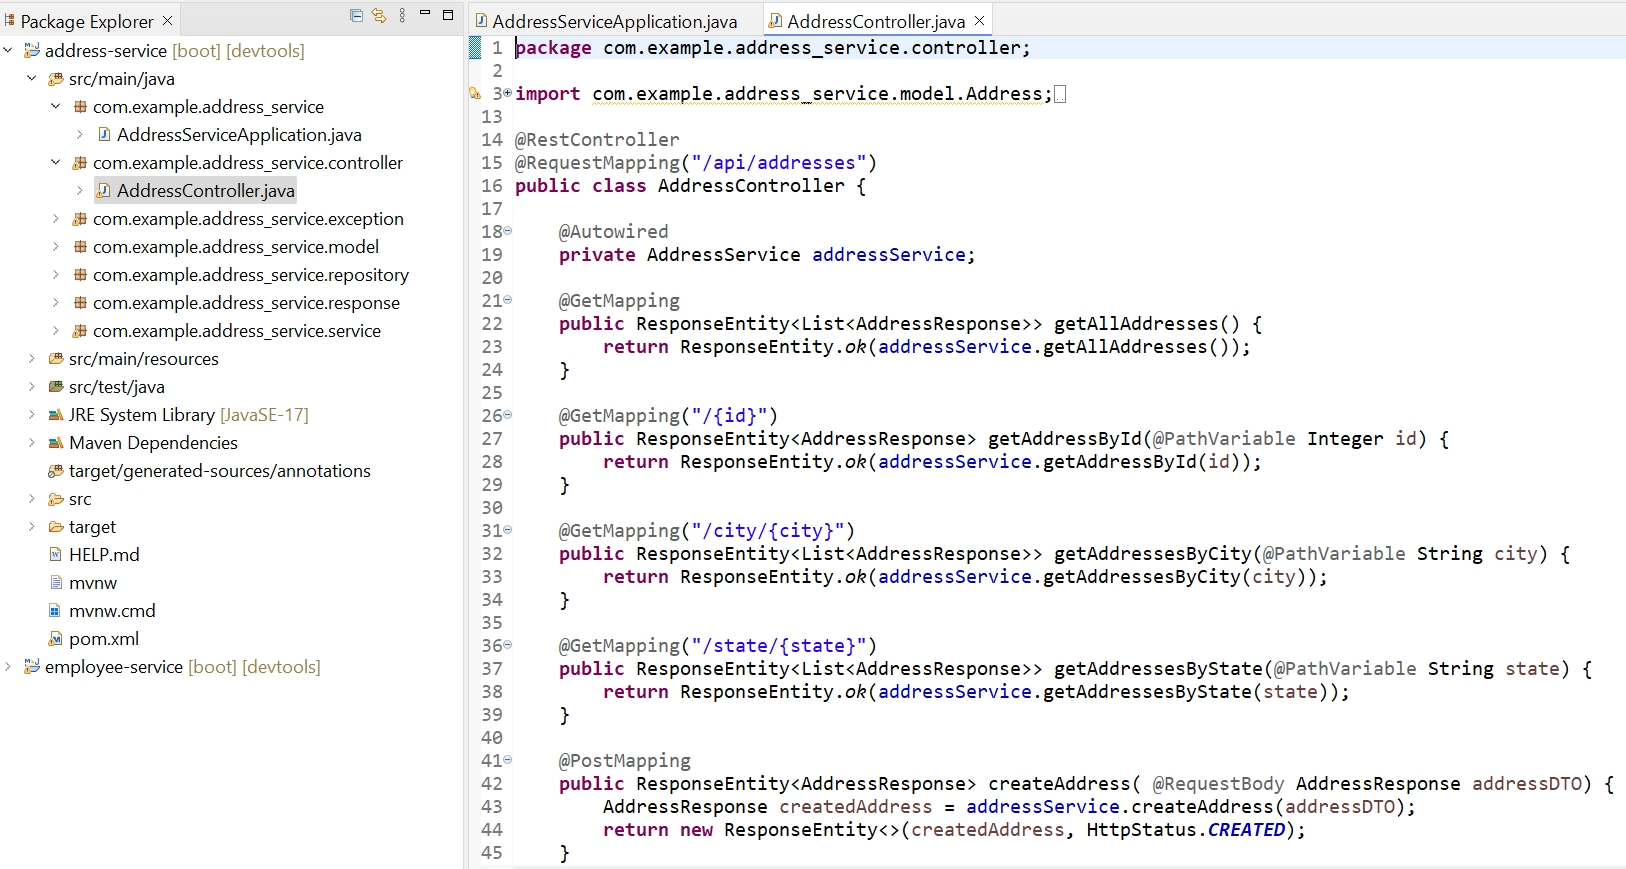 Package Explorer
address-service [boot] [devtools]
src/main/java
com.example.address_service
AddressServiceApplication.java
com.example.address_service.controller
AddressController.java
com.example.address_service.exception
com.example.address_service.model
com.example.address_service.repository
com.example.address_service.response
com.example.address_service.service
src/main/resources
src/test/java
JRE System Library [JavaSE-17]
Maven Dependencies
target/generated-sources/annotations
src
target
HELP.md
mvnw
mvnw.cmd
pom.xml
employee-service [boot] [devtools]
AddressServiceApplication.java AddressController.java
1 package com.example.address_service.controller;
2
3 import com.example.address_service.model.Address;
13
14 @RestController
15 @RequestMapping("/api/addresses")
16 public class AddressController {
17
18 @Autowired
19 private AddressService addressService;
20
21 @GetMapping
22 public ResponseEntity<List<AddressResponse>> getAllAddresses() {
23 return ResponseEntity.ok(addressService.getAllAddresses());
24 }
25
26 @GetMapping("/{id}")
27 public ResponseEntity<AddressResponse> getAddressById(@PathVariable Integer id) {
28 return ResponseEntity.ok(addressService.getAddressById(id));
29 }
30
31 @GetMapping("/city/{city}")
32 public ResponseEntity<List<AddressResponse>> getAddressesByCity(@PathVariable String city) {
33 return ResponseEntity.ok(addressService.getAddressesByCity(city));
34 }
35
36 @GetMapping("/state/{state}")
37 public ResponseEntity<List<AddressResponse>> getAddressesByState(@PathVariable String state) {
38 return ResponseEntity.ok(addressService.getAddressesByState(state));
39 }
40
41 @PostMapping
42 public ResponseEntity<AddressResponse> createAddress( @RequestBody AddressResponse addressDTO) {
43 AddressResponse createdAddress = addressService.createAddress(addressDTO);
44 return new ResponseEntity<>(createdAddress, HttpStatus.CREATED);
45 }